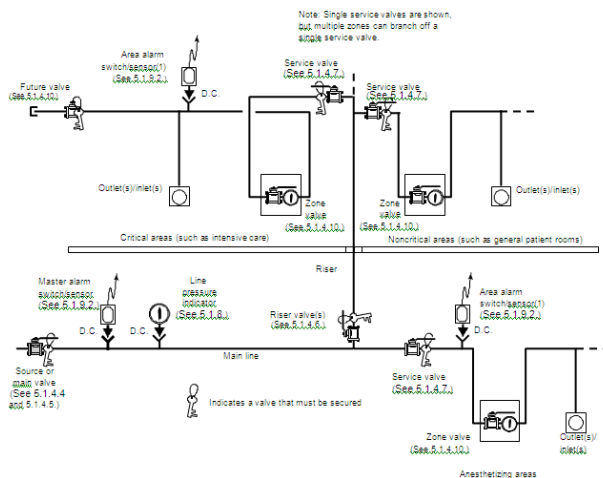 Note: Single service valves are shown,
but multiple zones can branch off a
single service valve.
Area alarm
switch/sensor(1)
(See 5.1.9.2.)
D.C.
Future valve
(See 5.1.4.10.)
Service valve
(See 5.1.4.7.)
Service valve
(See 5.1.4.7.)
Outlet(s)/inlet(s)
Zone
valve
(See 5.1.4.10.)
Zone
valve
(See 5.1.4.10.)
Outlet(s)/inlet(s)
Critical areas (such as intensive care)
Noncritical areas (such as general patient rooms)
Riser
Master alarm
switch/sensor
(See 5.1.9.2.)
D.C.
Line
pressure
indicator
(See 5.1.8.)
D.C.
Riser valve(s)
(See 5.1.4.6.)
Area alarm
switch/sensor(1)
(See 5.1.9.2.)
D.C.
Main line
Source or
main valve
(See 5.1.4.4
and 5.1.4.5.)
Service valve
(See 5.1.4.7.)
Indicates a valve that must be secured
Zone valve
(See 5.1.4.10.)
Outlet(s)/
inlet(s)
Anesthetizing areas